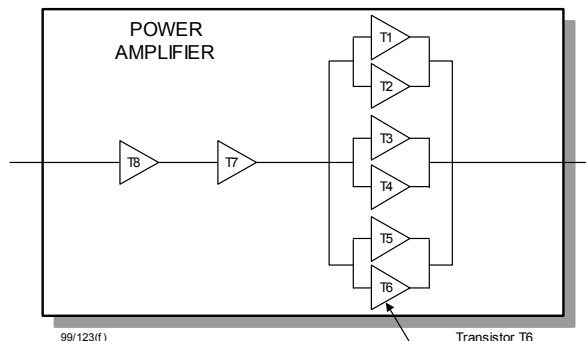 POWER
AMPLIFIER
T1
T2
T3
T8 T7
T4
T5
T6
99/123(f)
Transistor T6